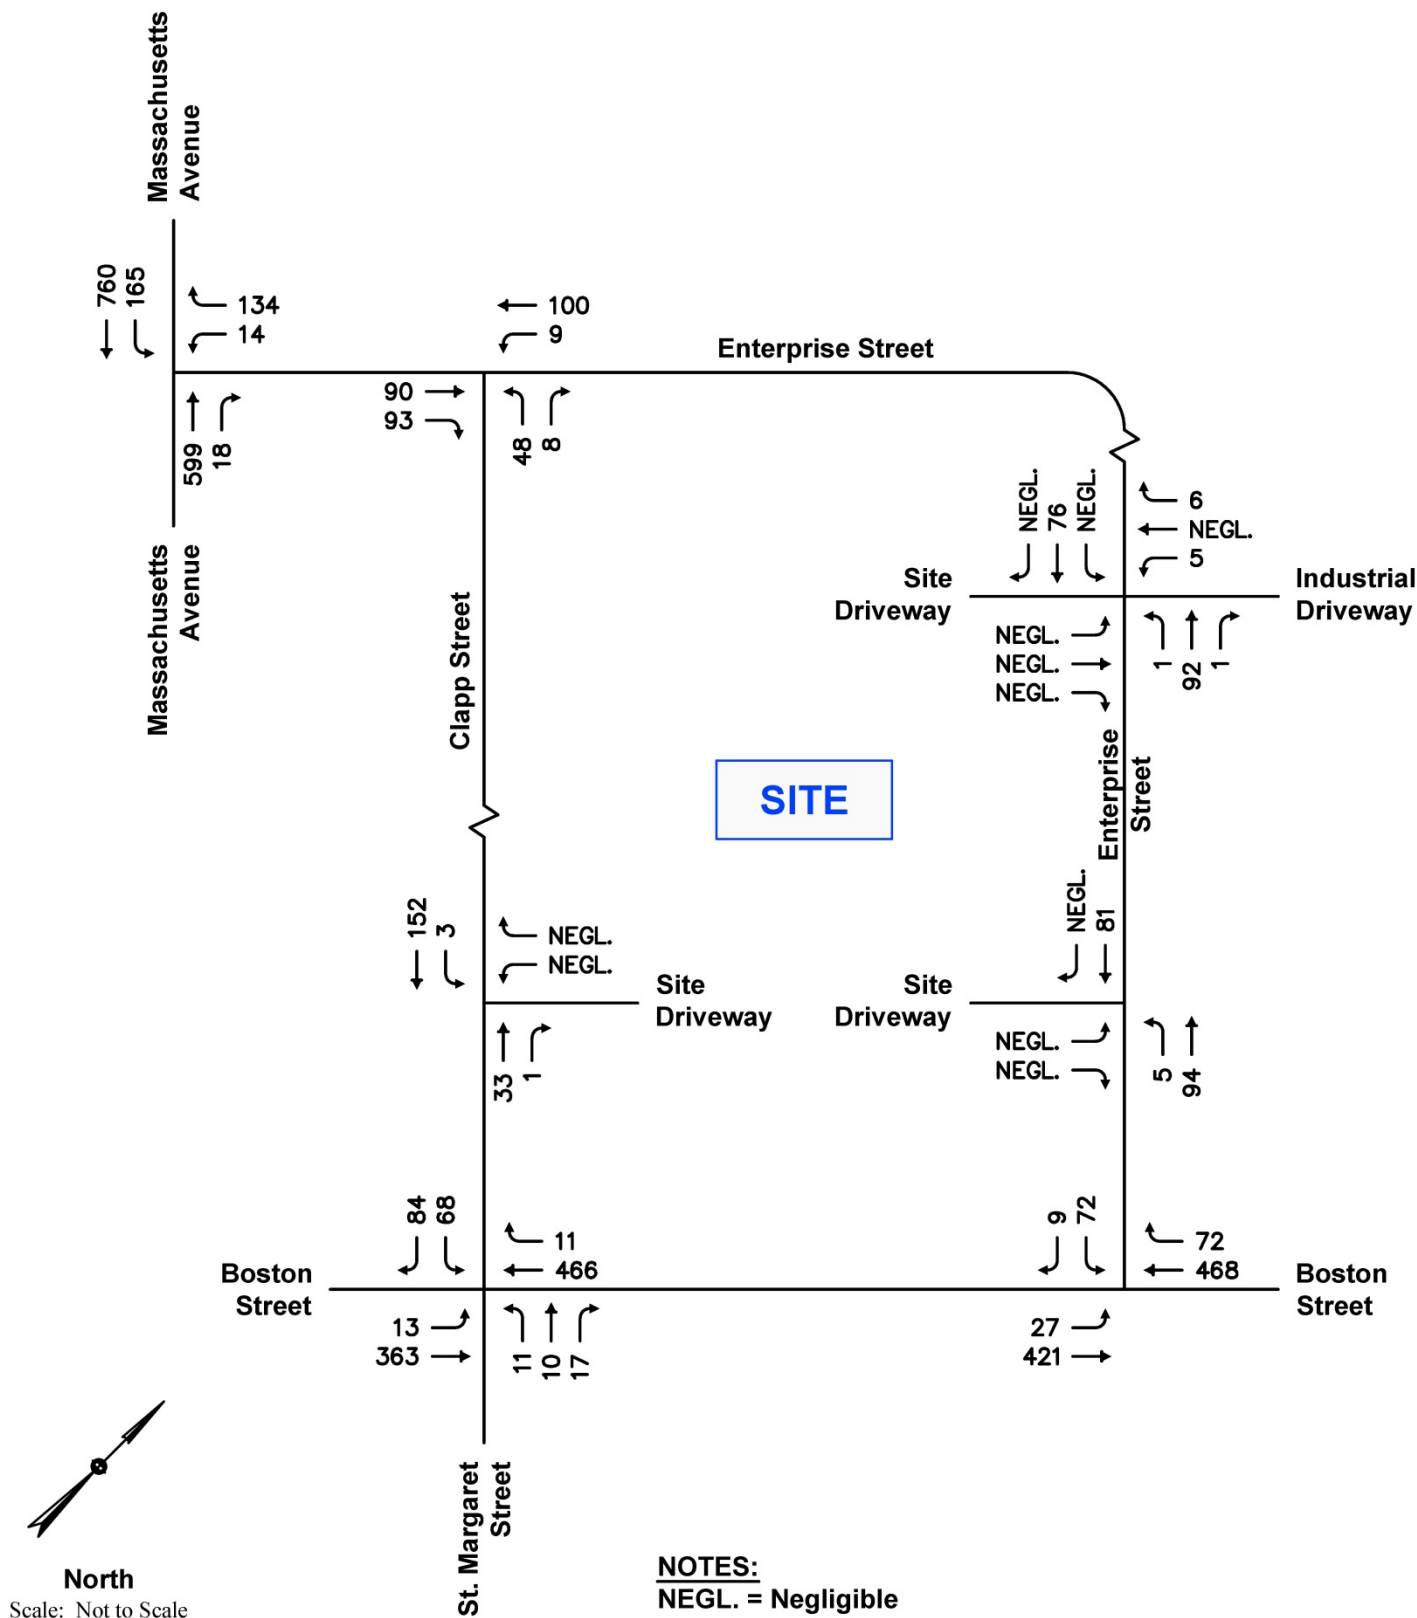 Massachusetts
Avenue
760
165
134
14
100
9
Enterprise Street
90
93
599
18
48
8
Massachusetts
Avenue
NEGL.
76
NEGL.
6
NEGL.
5
Site
Driveway
Industrial
Driveway
NEGL.
NEGL.
NEGL.
1
92
1
Clapp Street
Enterprise
Street
SITE
152
3
NEGL.
NEGL.
Site
Driveway
33
1
NEGL.
81
Site
Driveway
NEGL.
NEGL.
5
94
84
68
11
466
Boston
Street
13
363
11
10
17
9
72
72
468
Boston
Street
27
421
St. Margaret
Street
North
Scale: Not to Scale
NOTES:
NEGL. = Negligible